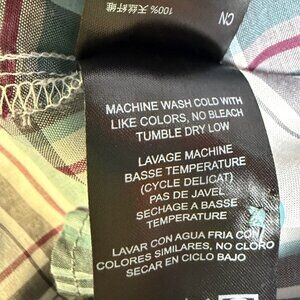 CN
100% 天丝纤维
MACHINE WASH COLD WITH
LIKE COLORS, NO BLEACH
TUMBLE DRY LOW
LAVAGE MACHINE
BASSE TEMPERATURE
(CYCLE DELICAT)
PAS DE JAVEL
SECHAGE A BASSE
TEMPERATURE
LAVAR CON AGUA FRIA CON
COLORES SIMILARES, NO CLORO
SECAR EN CICLO BAJO